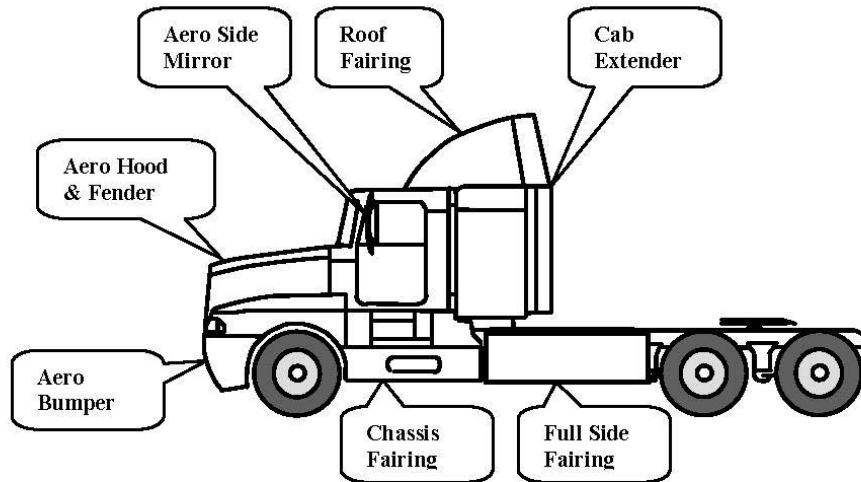 Aero Side
Mirror
Roof
Fairing
Cab
Extender
Aero Hood
& Fender
Aero
Bumper
Chassis
Fairing
Full Side
Fairing